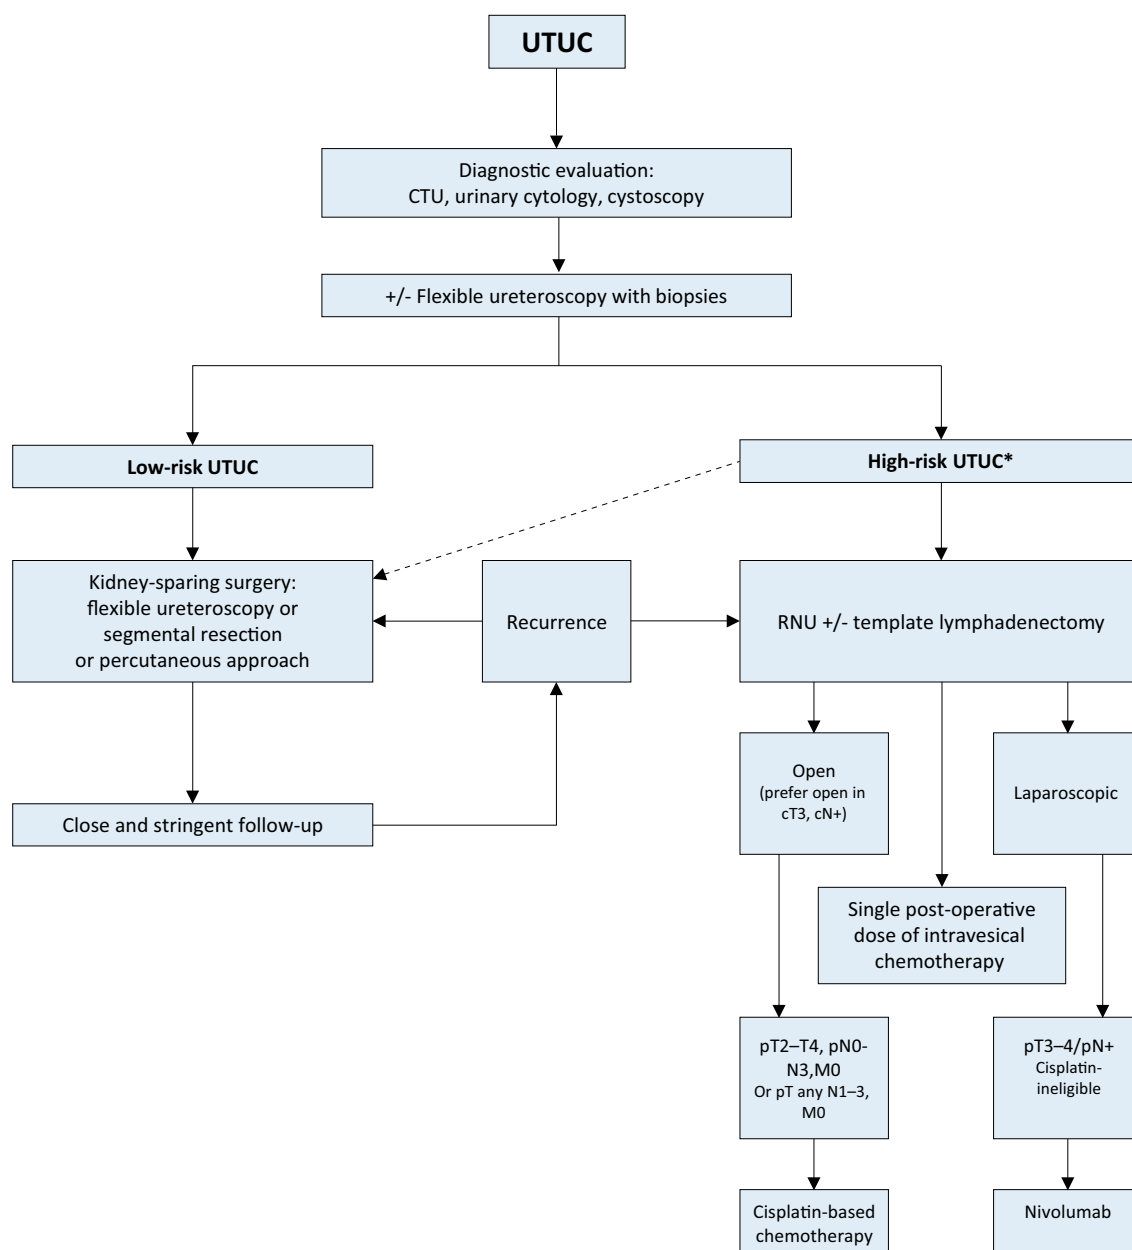 UTUC
Diagnostic evaluation:
CTU, urinary cytology, cystoscopy
+/- Flexible ureteroscopy with biopsies
Low-risk UTUC
High-risk UTUC*
Kidney-sparing surgery:
flexible ureteroscopy or
segmental resection
or percutaneous approach
Recurrence
RNU +/- template lymphadenectomy
Open
(prefer open in
cT3, cN+)
Laparoscopic
Close and stringent follow-up
Single post-operative
dose of intravesical
chemotherapy
pT2–T4, pN0-
N3,M0
Or pT any N1–3,
M0
pT3–4/pN+
Cisplatin-
ineligible
Cisplatin-based
chemotherapy
Nivolumab